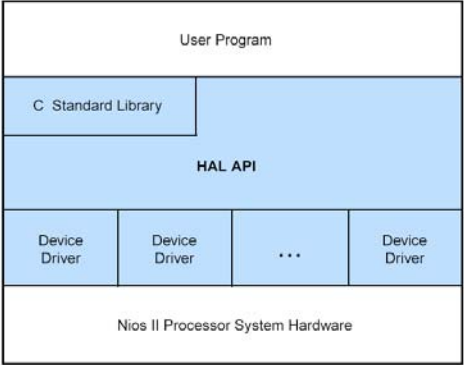 User Program
C Standard Library
HAL API
Device
Driver
Device
Driver
...
Device
Driver
Nios II Processor System Hardware